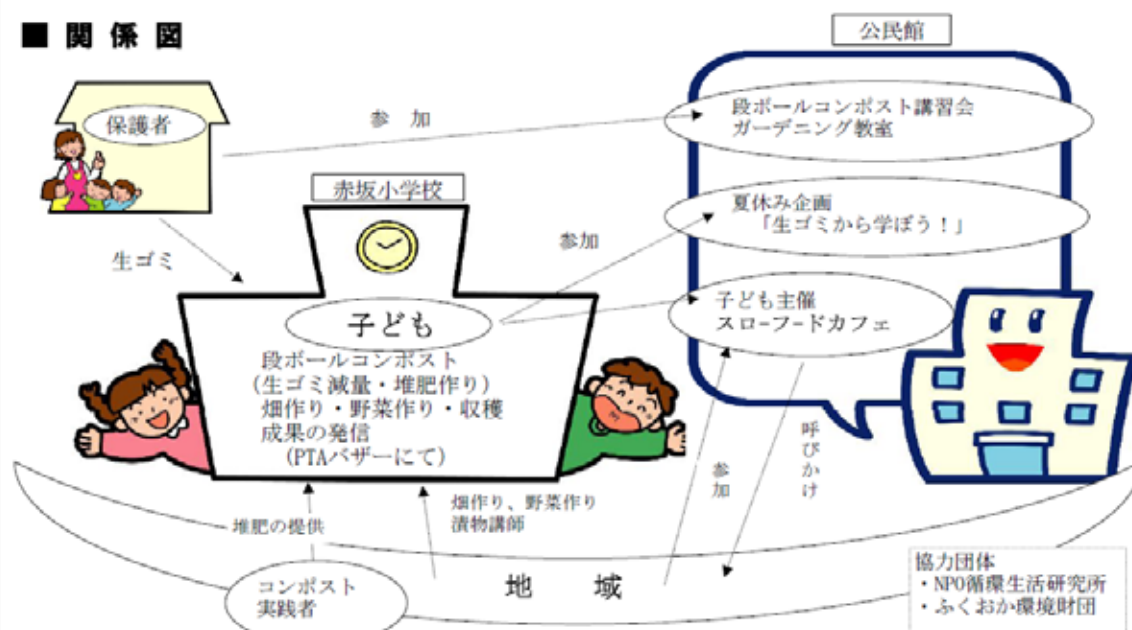 ■ 関係図
公民館
保護者
参加
段ボールコンポスト講習会
ガーデニング教室
赤坂小学校
夏休み企画
「生ゴミから学ぼう！」
参加
生ゴミ
子ども主催
スローフードカフェ
子ども
段ボールコンポスト
（生ゴミ減量・堆肥作り）
畑作り・野菜作り・収穫
成果の発信
（PTAバザーにて）
参加
呼びかけ
堆肥の提供
畑作り、野菜作り
漬物講師
コンポスト
実践者
地域
協力団体
・NPO循環生活研究所
・ふくおか環境財団